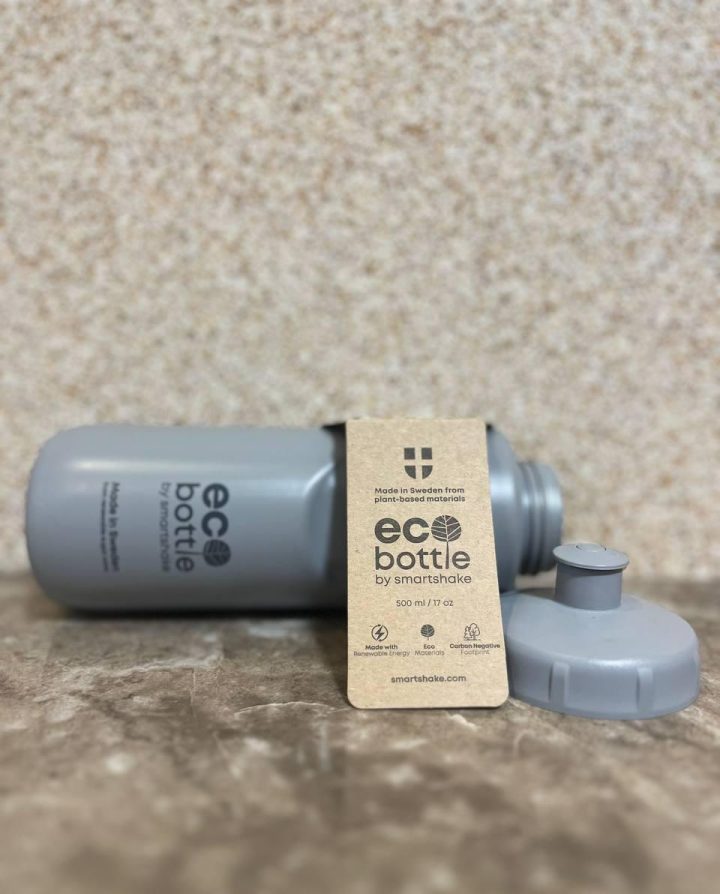 eco
bottle
by smartshake
Made in Sweden
Made in Sweden from
plant-based materials
eco
bottle
by smartshake
500 ml / 17 oz
Made with
Renewable Energy
Eco
Materials
Carbon Negative
Footprint
smartshake.com